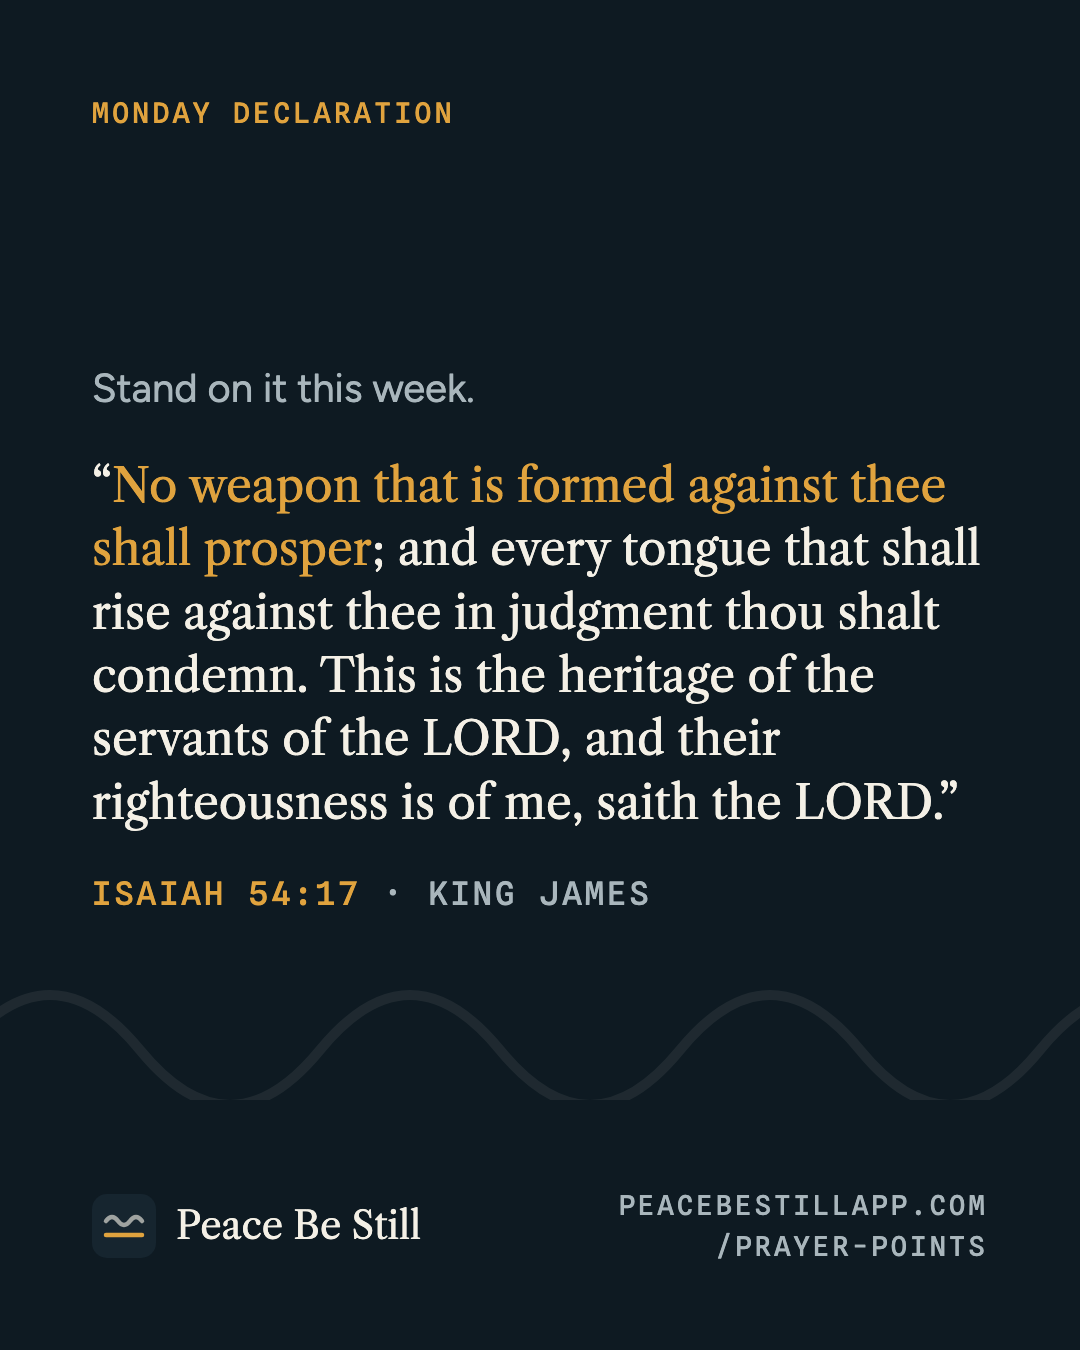 MONDAY DECLARATION
Stand on it this week.
“No weapon that is formed against thee
shall prosper; and every tongue that shall
rise against thee in judgment thou shalt
condemn. This is the heritage of the
servants of the LORD, and their
righteousness is of me, saith the LORD.”
ISAIAH 54:17 · KING JAMES
Peace Be Still
PEACEBESTILLAPP.COM
/PRAYER-POINTS